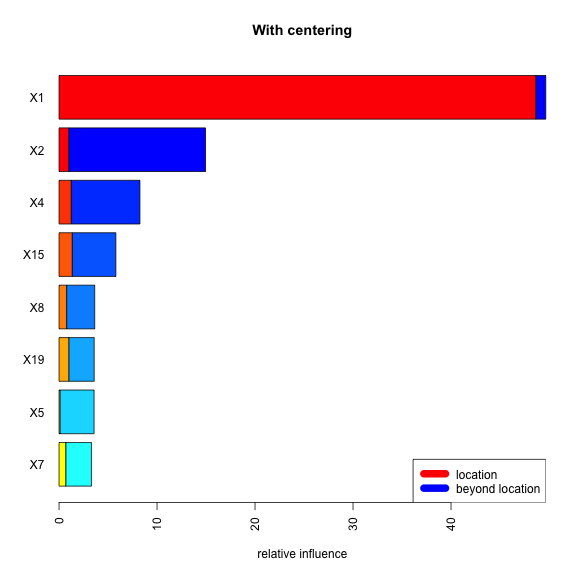 With centering
X1
X2
X4
X15
X8
X19
X5
X7
location
beyond location
0 10 20 30 40
relative influence